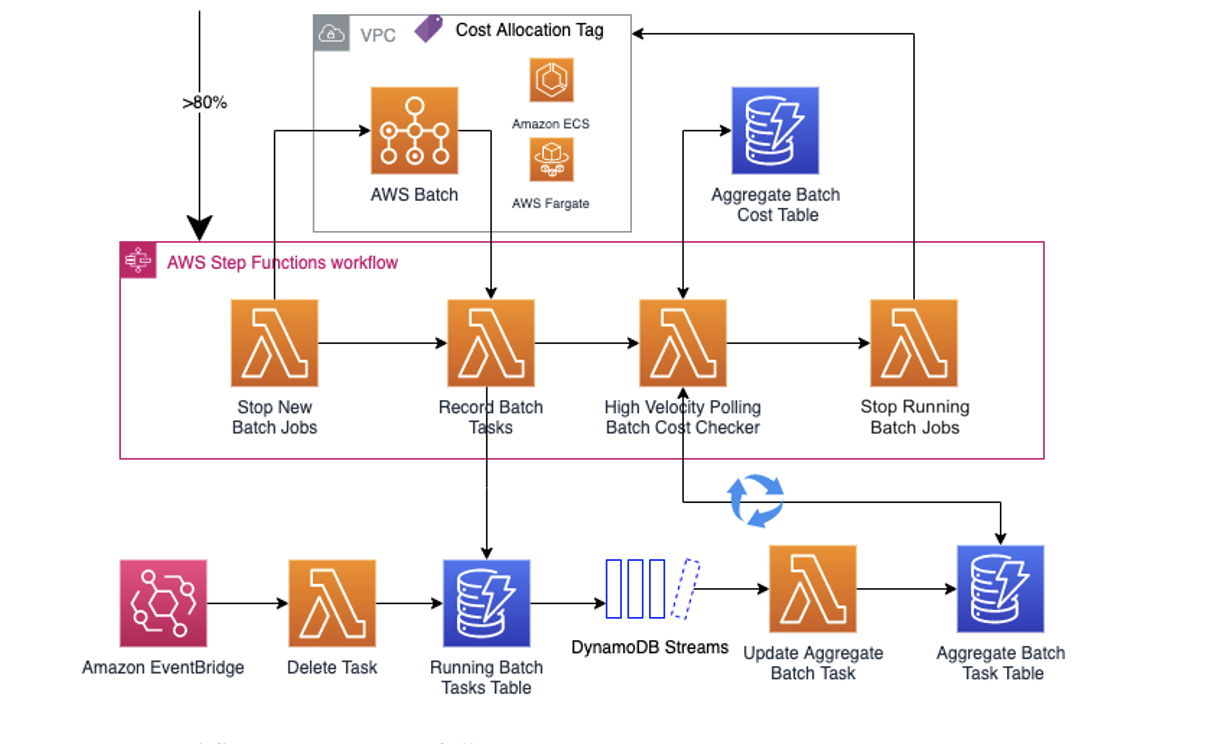 VPC
Cost Allocation Tag
>80%
Amazon ECS
AWS Batch
AWS Fargate
Aggregate Batch
Cost Table
AWS Step Functions workflow
Stop New
Batch Jobs
Record Batch
Tasks
High Velocity Polling
Batch Cost Checker
Stop Running
Batch Jobs
Amazon EventBridge
Delete Task
Running Batch
Tasks Table
DynamoDB Streams
Update Aggregate
Batch Task
Aggregate Batch
Task Table